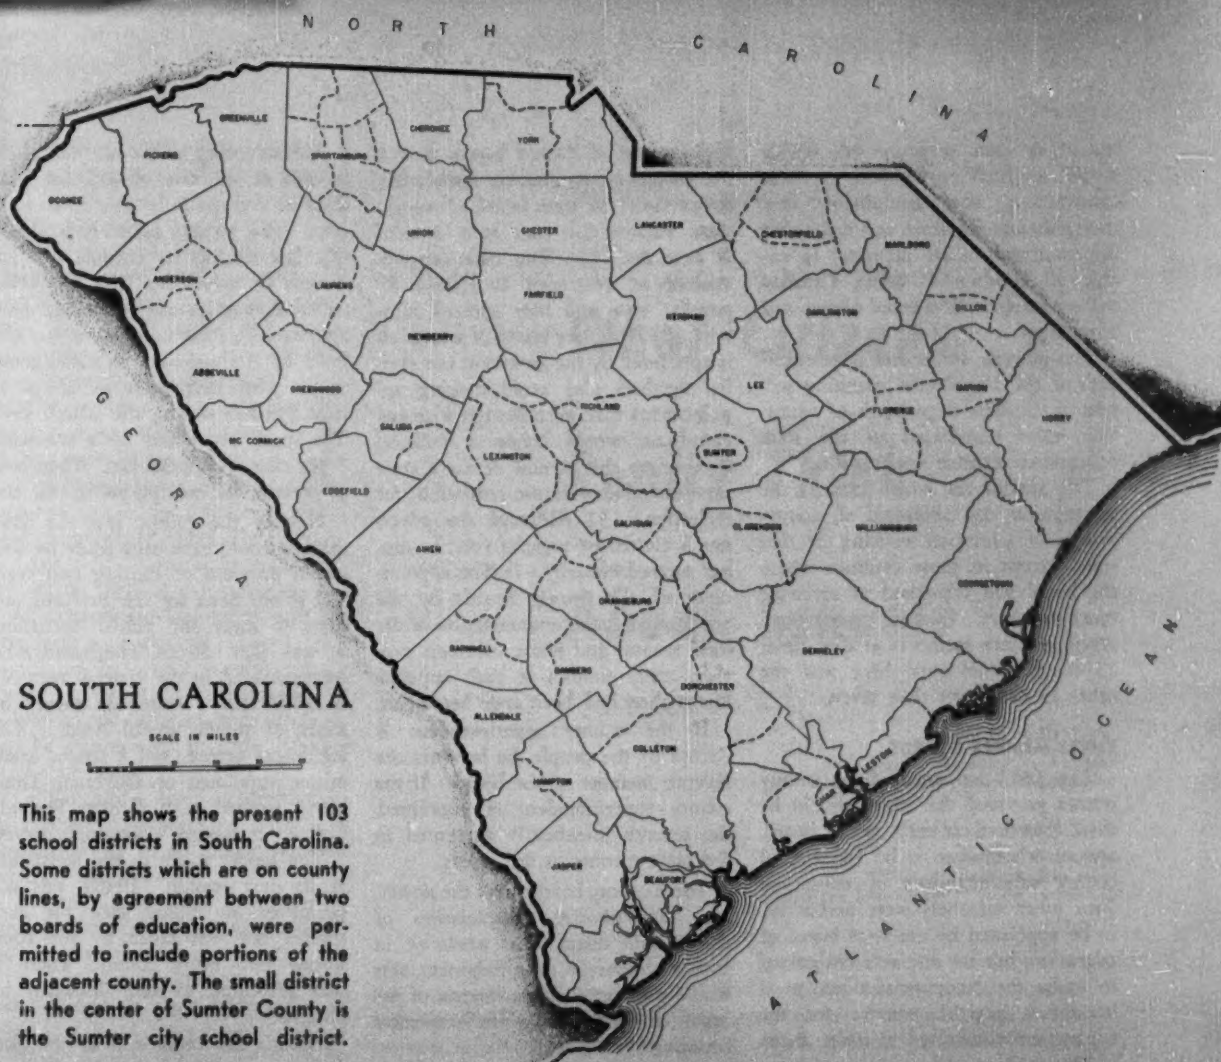 NORTH CAROLINA
GREENVILLE
CHEROKEE
YORK
PICKENS
SPARTANBURG
OCONEE
UNION
CHESTER
LANCASTER
CHESTERFIELD
MARLBORO
ANDERSON
LAURENS
FAIRFIELD
KERSHAW
DARLINGTON
DILLON
NEWBERRY
ABBEVILLE
GREENWOOD
LEE
MARION
RICHLAND
FLORENCE
HORRY
SALUDA
MC CORMICK
LEXINGTON
SUMTER
EDGEFIELD
CALHOUN
CLARENDON
WILLIAMSBURG
AIKEN
GEORGETOWN
ORANGEBURG
BARNWELL
BAMBERG
BERKELEY
DORCHESTER
ALLENDALE
COLLETON
HAMPTON
CHAR
LESTON
JASPER
BEAUFORT
GEORGIA
ATLANTIC OCEAN
SOUTH CAROLINA
SCALE IN MILES
This map shows the present 103
school districts in South Carolina.
Some districts which are on county
lines, by agreement between two
boards of education, were per-
mitted to include portions of the
adjacent county. The small district
in the center of Sumter County is
the Sumter city school district.